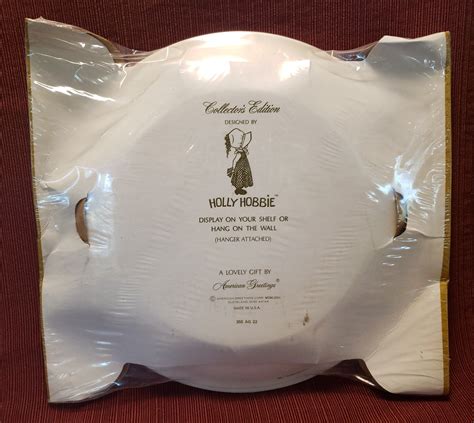 Collector's Edition
DESIGNED BY
HOLLY HOBBIE™
DISPLAY ON YOUR SHELF OR
HANG ON THE WALL
(HANGER ATTACHED)
A LOVELY GIFT BY
American Greetings®
MADE IN U.S.A.